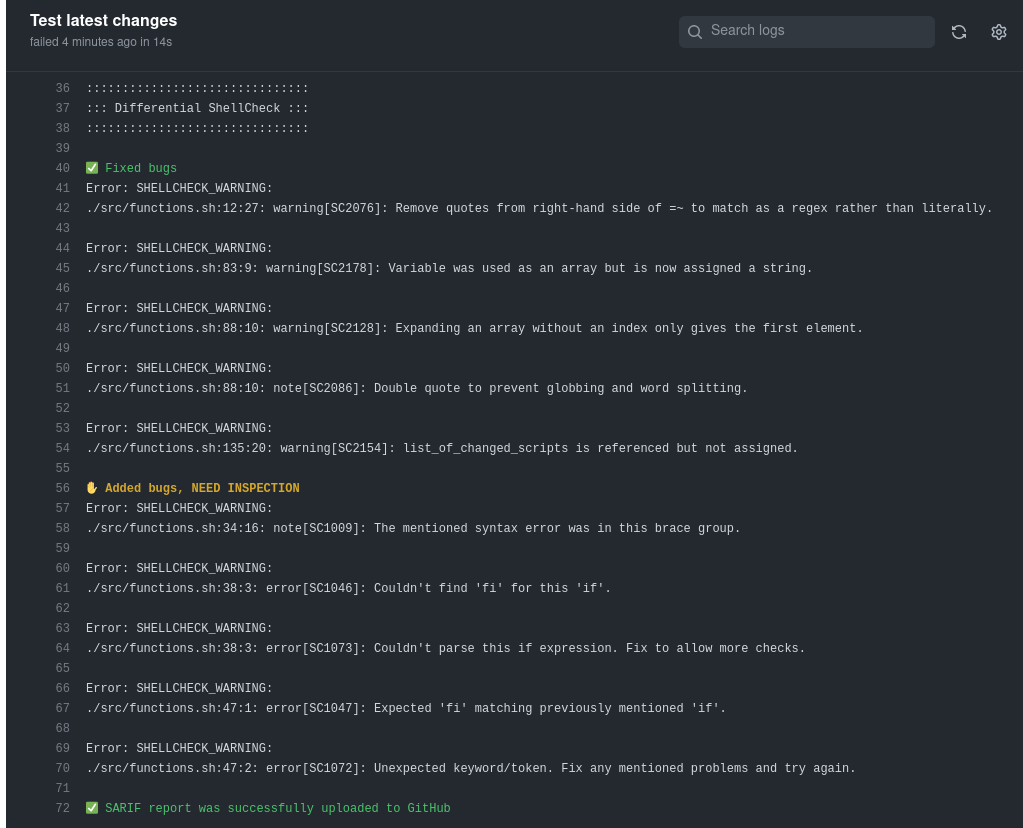 Test latest changes
failed 4 minutes ago in 14s
Search logs
36 :::::::::::::::::::::::::::::::
37 ::: Differential ShellCheck :::
38 :::::::::::::::::::::::::::::::
39
40 ✅ Fixed bugs
41 Error: SHELLCHECK_WARNING:
42 ./src/functions.sh:12:27: warning[SC2076]: Remove quotes from right-hand side of =~ to match as a regex rather than literally.
43
44 Error: SHELLCHECK_WARNING:
45 ./src/functions.sh:83:9: warning[SC2178]: Variable was used as an array but is now assigned a string.
46
47 Error: SHELLCHECK_WARNING:
48 ./src/functions.sh:88:10: warning[SC2128]: Expanding an array without an index only gives the first element.
49
50 Error: SHELLCHECK_WARNING:
51 ./src/functions.sh:88:10: note[SC2086]: Double quote to prevent globbing and word splitting.
52
53 Error: SHELLCHECK_WARNING:
54 ./src/functions.sh:135:20: warning[SC2154]: list_of_changed_scripts is referenced but not assigned.
55
56 ✋ Added bugs, NEED INSPECTION
57 Error: SHELLCHECK_WARNING:
58 ./src/functions.sh:34:16: note[SC1009]: The mentioned syntax error was in this brace group.
59
60 Error: SHELLCHECK_WARNING:
61 ./src/functions.sh:38:3: error[SC1046]: Couldn't find 'fi' for this 'if'.
62
63 Error: SHELLCHECK_WARNING:
64 ./src/functions.sh:38:3: error[SC1073]: Couldn't parse this if expression. Fix to allow more checks.
65
66 Error: SHELLCHECK_WARNING:
67 ./src/functions.sh:47:1: error[SC1047]: Expected 'fi' matching previously mentioned 'if'.
68
69 Error: SHELLCHECK_WARNING:
70 ./src/functions.sh:47:2: error[SC1072]: Unexpected keyword/token. Fix any mentioned problems and try again.
71
72 ✅ SARIF report was successfully uploaded to GitHub